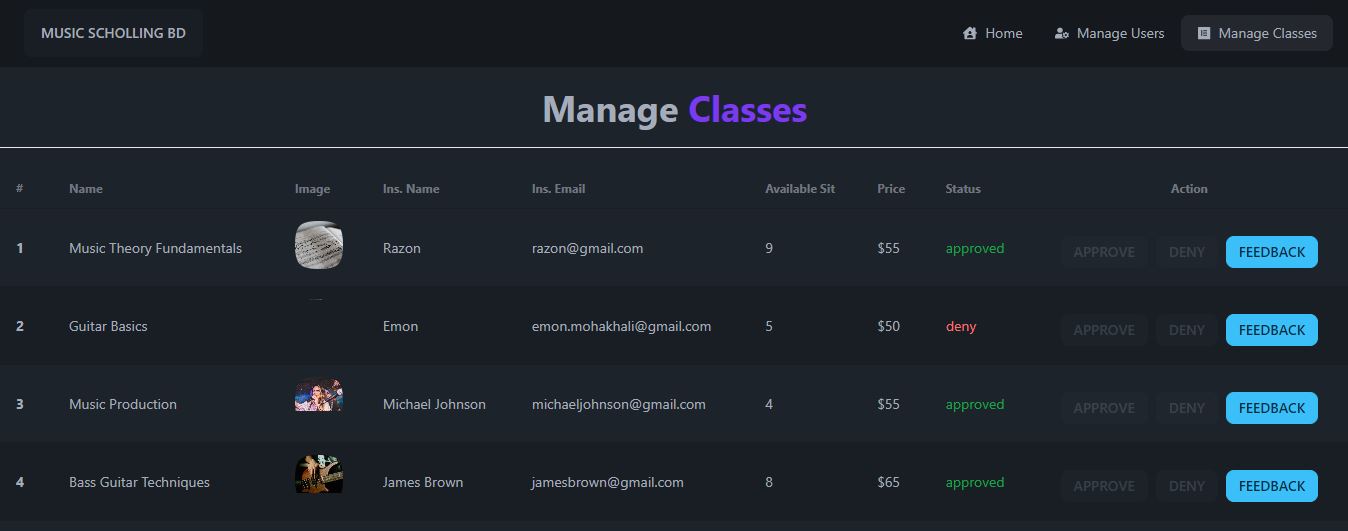 MUSIC SCHOLLING BD Home Manage Users Manage Classes
Manage Classes
# Name Image Ins. Name Ins. Email Available Sit Price Status Action
1 Music Theory Fundamentals Razon razon@gmail.com 9 $55 approved APPROVE DENY FEEDBACK
2 Guitar Basics Emon emon.mohakhali@gmail.com 5 $50 deny APPROVE DENY FEEDBACK
3 Music Production Michael Johnson michaeljohnson@gmail.com 4 $55 approved APPROVE DENY FEEDBACK
4 Bass Guitar Techniques James Brown jamesbrown@gmail.com 8 $65 approved APPROVE DENY FEEDBACK